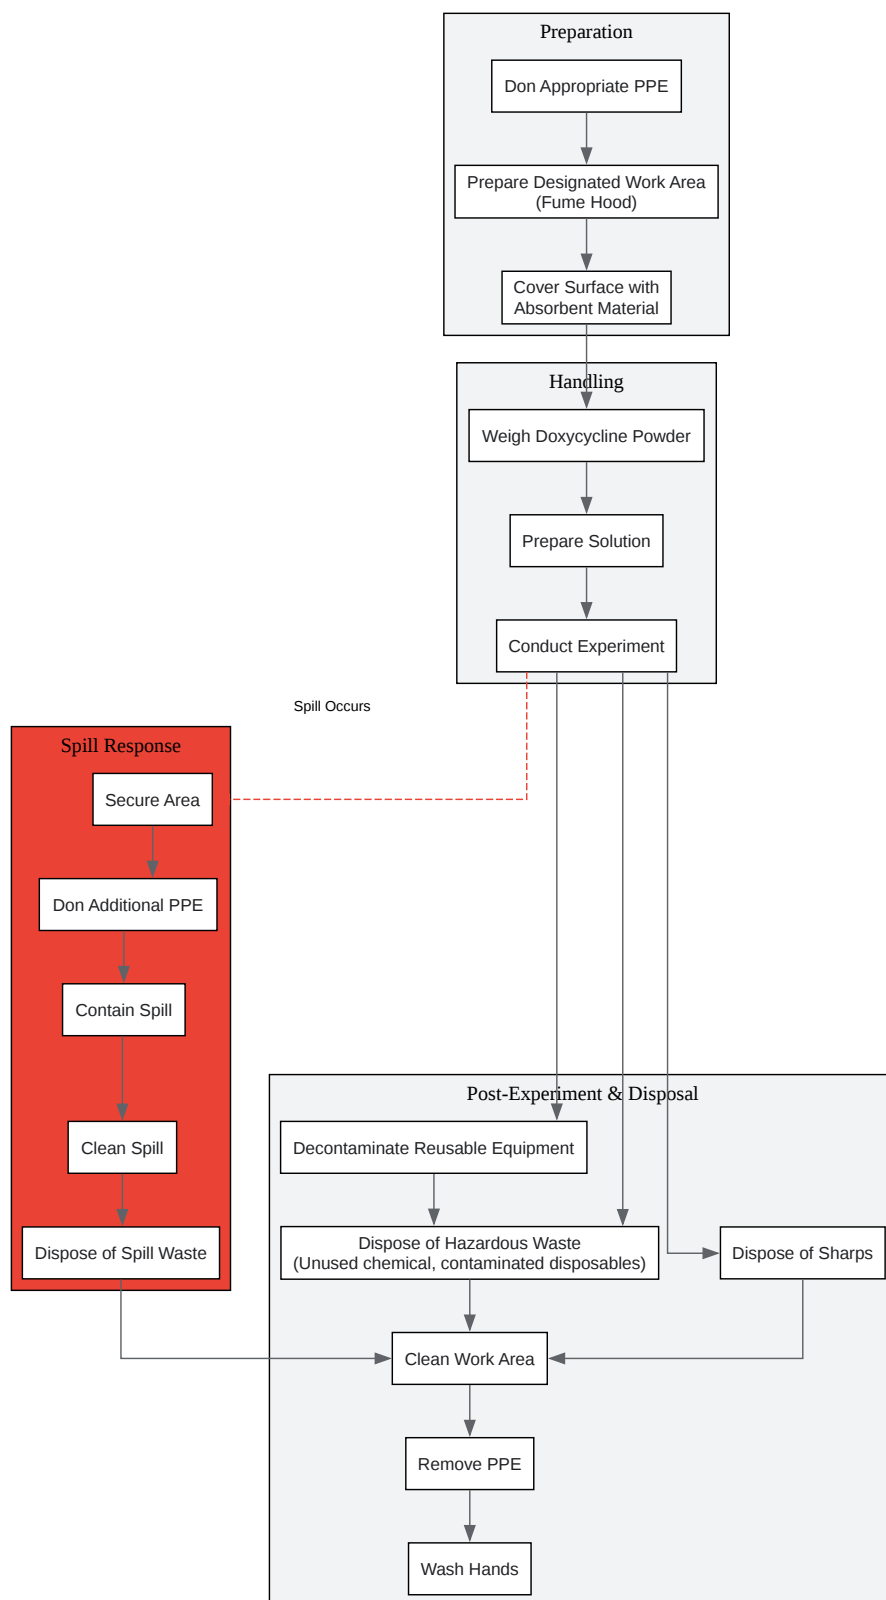 Preparation
Don Appropriate PPE
Prepare Designated Work Area
(Fume Hood)
Cover Surface with
Absorbent Material
Handling
Weigh Doxycycline Powder
Prepare Solution
Conduct Experiment
Spill Occurs
Spill Response
Secure Area
Don Additional PPE
Contain Spill
Clean Spill
Dispose of Spill Waste
Post-Experiment & Disposal
Decontaminate Reusable Equipment
Dispose of Hazardous Waste
(Unused chemical, contaminated disposables)
Dispose of Sharps
Clean Work Area
Remove PPE
Wash Hands